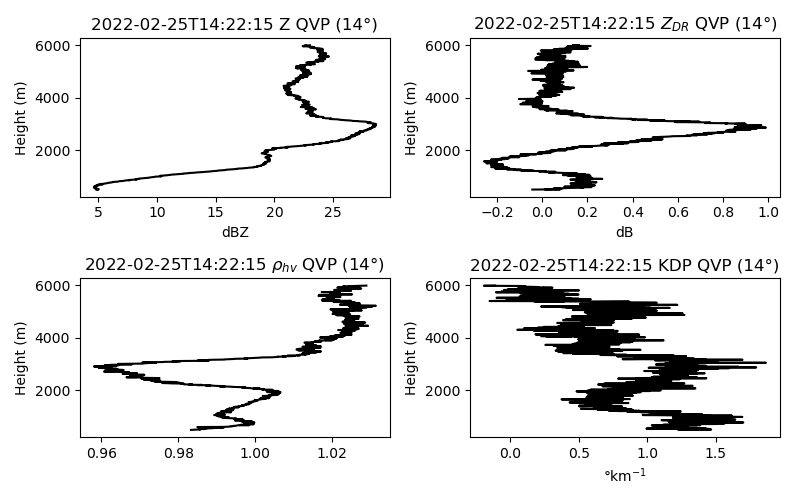 2022-02-25T14:22:15 Z QVP (14°)
6000
4000
2000
Height (m)
5
10
15
20
25
dBZ
2022-02-25T14:22:15 Z_DR QVP (14°)
6000
4000
2000
Height (m)
−0.2
0.0
0.2
0.4
0.6
0.8
1.0
dB
2022-02-25T14:22:15 ρ_hv QVP (14°)
6000
4000
2000
Height (m)
0.96
0.98
1.00
1.02
2022-02-25T14:22:15 KDP QVP (14°)
6000
4000
2000
Height (m)
0.0
0.5
1.0
1.5
°km⁻¹